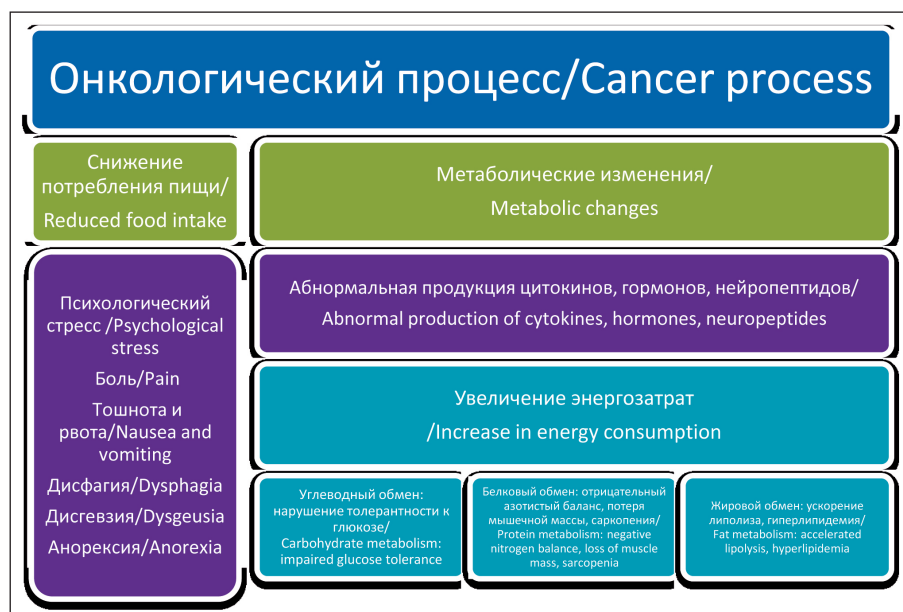 Онкологический процесс/Cancer process
Снижение
потребления пищи/
Reduced food intake
Метаболические изменения/
Metabolic changes
Психологический
стресс /Psychological
stress
Боль/Pain
Тошнота и
рвота/Nausea and
vomiting
Дисфагия/Dysphagia
Дисгевзия/Dysgeusia
Анорексия/Anorexia
Абнормальная продукция цитокинов, гормонов, нейропептидов/
Abnormal production of cytokines, hormones, neuropeptides
Увеличение энергозатрат
/Increase in energy consumption
Углеводный обмен:
нарушение толерантности к
глюкозе/
Carbohydrate metabolism:
impaired glucose tolerance
Белковый обмен: отрицательный
азотистый баланс, потеря
мышечной массы, саркопения/
Protein metabolism: negative
nitrogen balance, loss of muscle
mass, sarcopenia
Жировой обмен: ускорение
липолиза, гиперлипидемия/
Fat metabolism: accelerated
lipolysis, hyperlipidemia